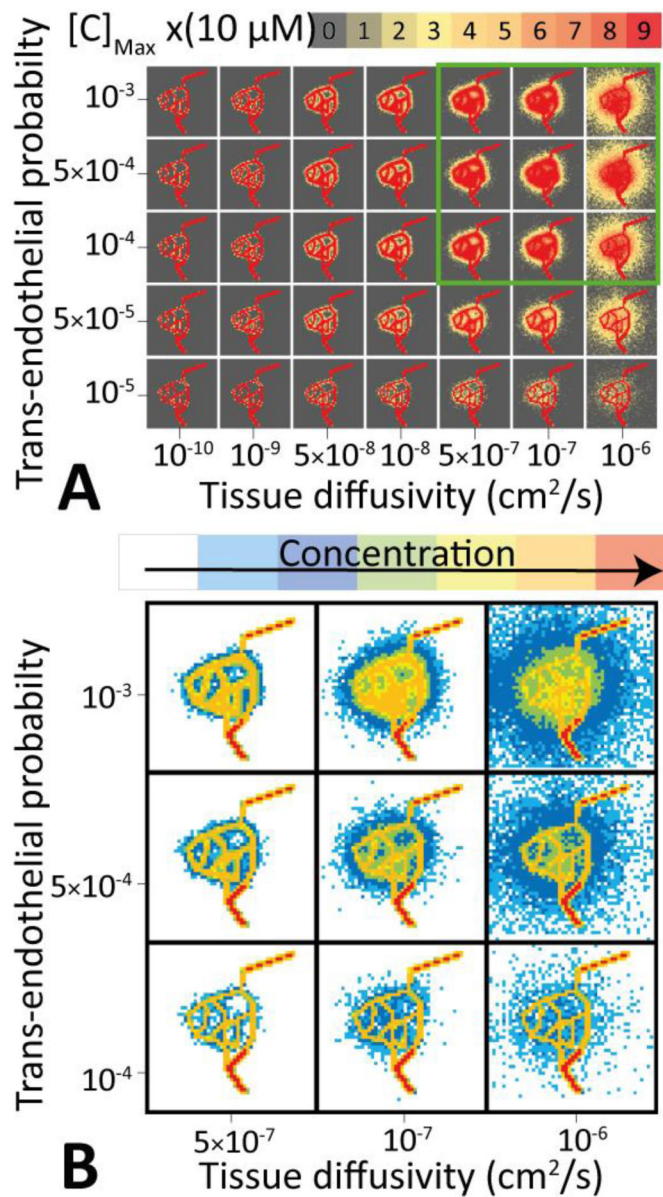 [C]Max x(10 μM) 0 1 2 3 4 5 6 7 8 9
Trans-endothelial probabilty
10-3
5×10-4
10-4
5×10-5
10-5
10-10 10-9 5×10-8 10-8 5×10-7 10-7 10-6
Tissue diffusivity (cm2/s)
A
Concentration
Trans-endothelial probabilty
10-3
5×10-4
10-4
5×10-7 10-7 10-6
Tissue diffusivity (cm2/s)
B